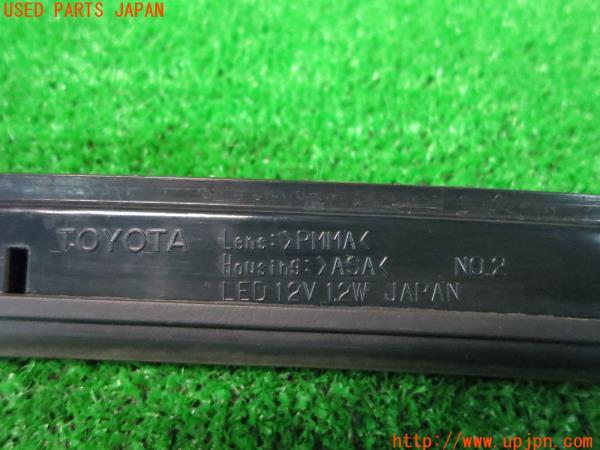 USED PARTS JAPAN
TOYOTA
Lens:>PMMA<
Housing:>ASA< NO.2
LED 12V 1.2W JAPAN
http://www.upjpn.com/